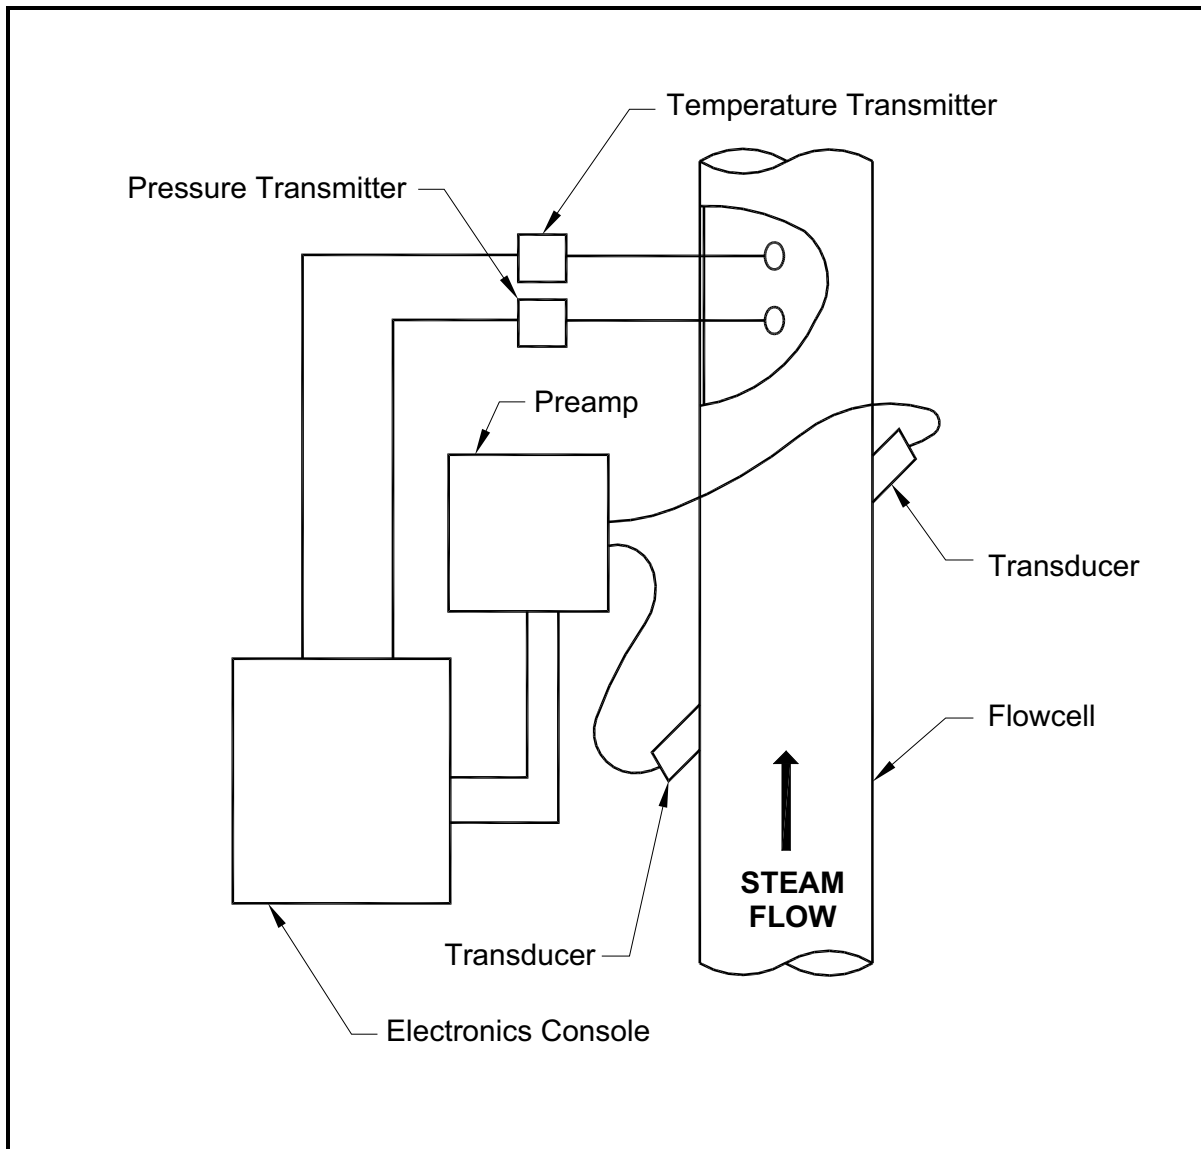 Temperature Transmitter
Pressure Transmitter
Preamp
Transducer
Flowcell
STEAM
FLOW
Transducer
Electronics Console